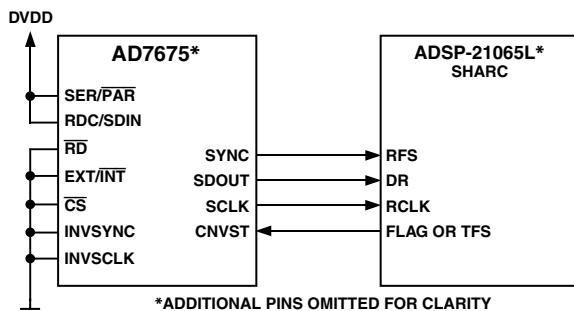 DVDD
AD7675*
ADSP-21065L*
SHARC
SER/PAR
RDC/SDIN
RD
EXT/INT
CS
INVSYNC
INVSCLK
SYNC
SDOUT
SCLK
CNVST
RFS
DR
RCLK
FLAG OR TFS
*ADDITIONAL PINS OMITTED FOR CLARITY